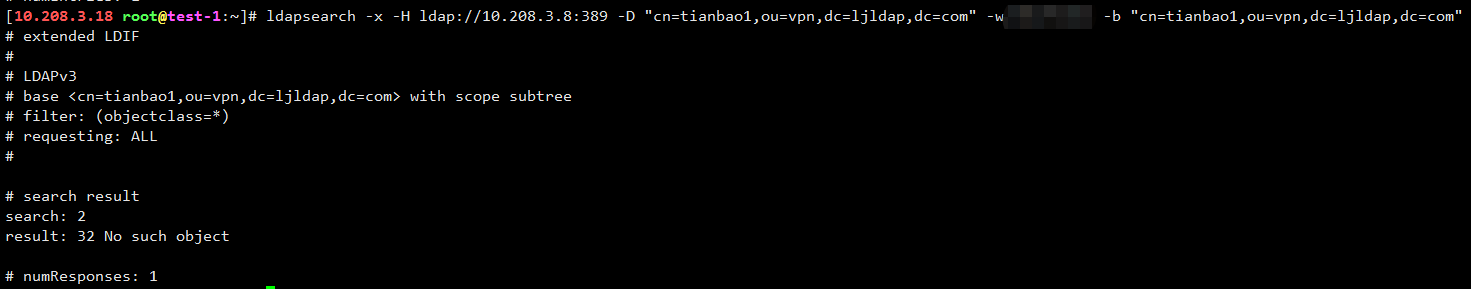 [10.208.3.18 root@test-1:~]# ldapsearch -x -H ldap://10.208.3.8:389 -D "cn=tianbao1,ou=vpn,dc=ljldap,dc=com" -w -b "cn=tianbao1,ou=vpn,dc=ljldap,dc=com"
# extended LDIF
#
# LDAPv3
# base <cn=tianbao1,ou=vpn,dc=ljldap,dc=com> with scope subtree
# filter: (objectclass=*)
# requesting: ALL
#
# search result
search: 2
result: 32 No such object
# numResponses: 1